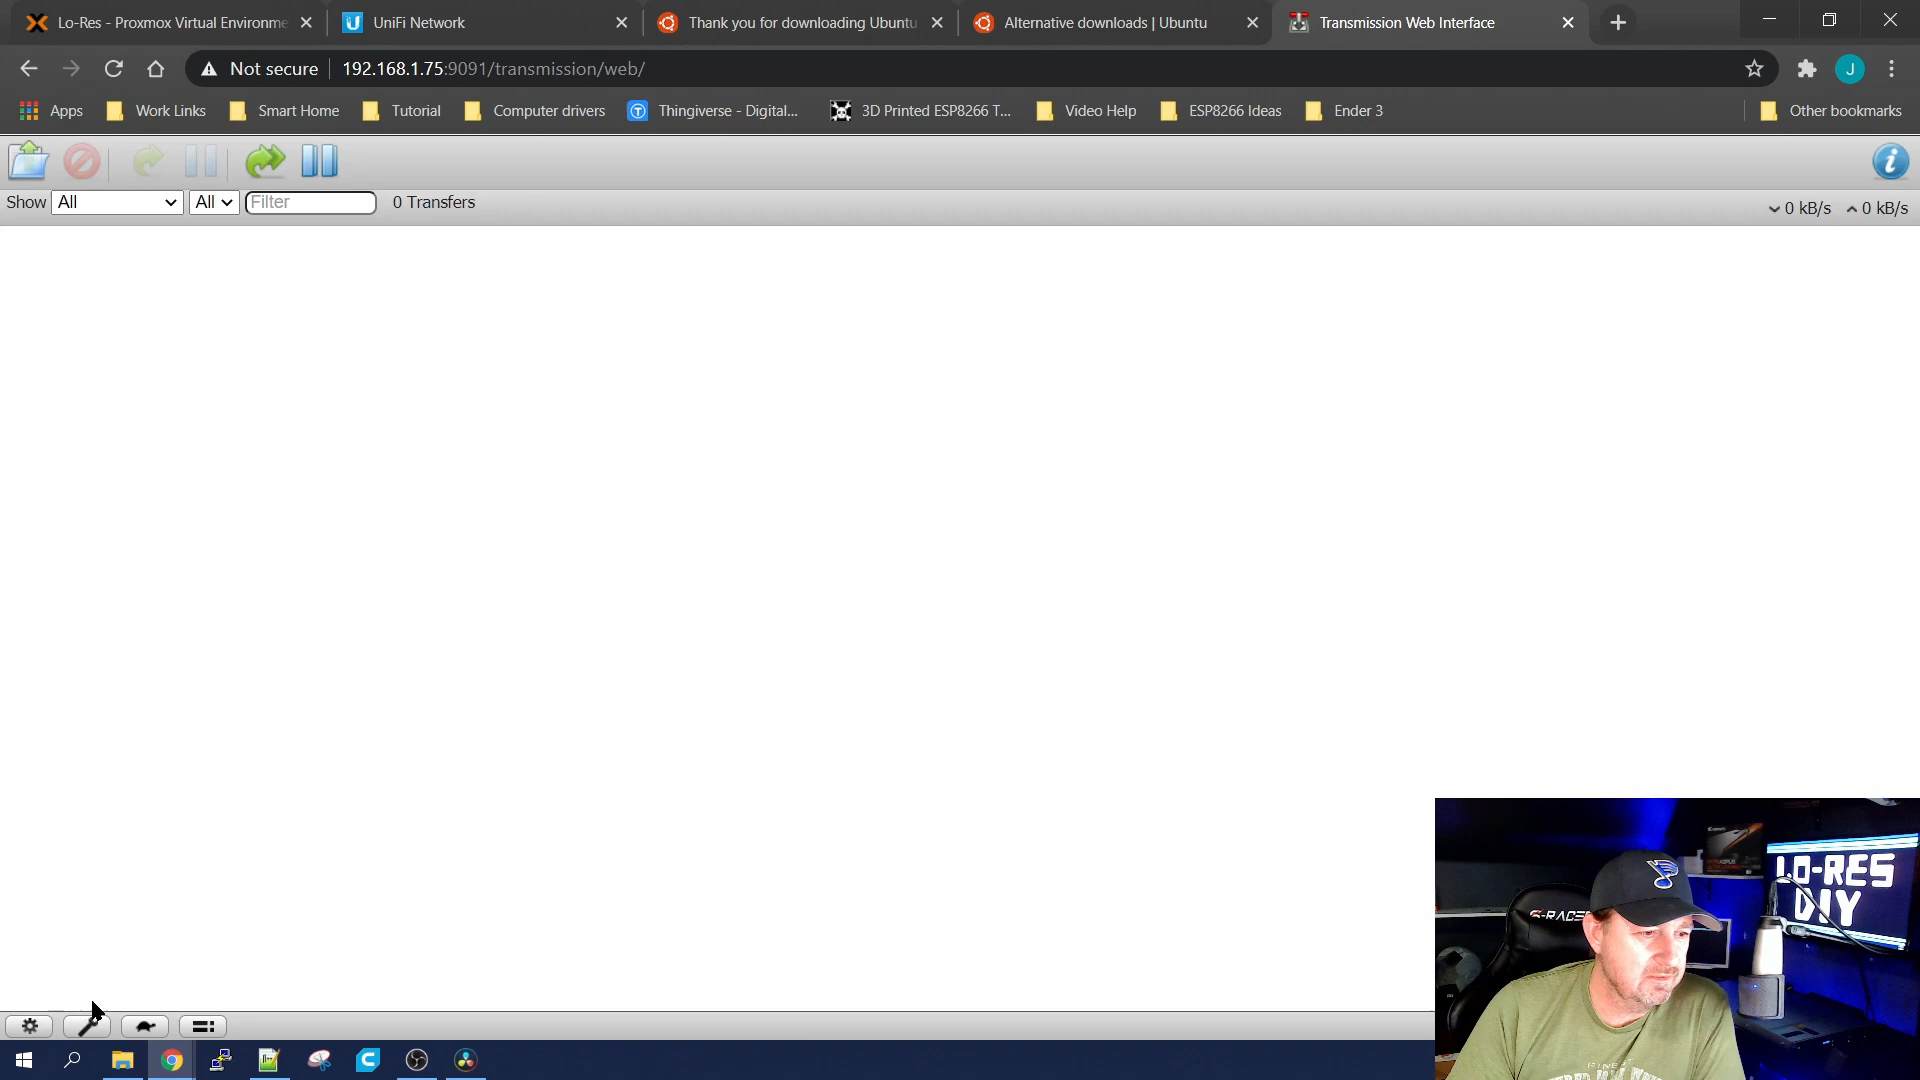 Lo-Res - Proxmox Virtual Environme
UniFi Network
Thank you for downloading Ubuntu
Alternative downloads | Ubuntu
Transmission Web Interface
Not secure
192.168.1.75:9091/transmission/web/
J
Apps
Work Links
Smart Home
Tutorial
Computer drivers
Thingiverse - Digital...
3D Printed ESP8266 T...
Video Help
ESP8266 Ideas
Ender 3
Other bookmarks
Show
All
All
Filter
0 Transfers
0 kB/s
0 kB/s
LO-RES
DIY